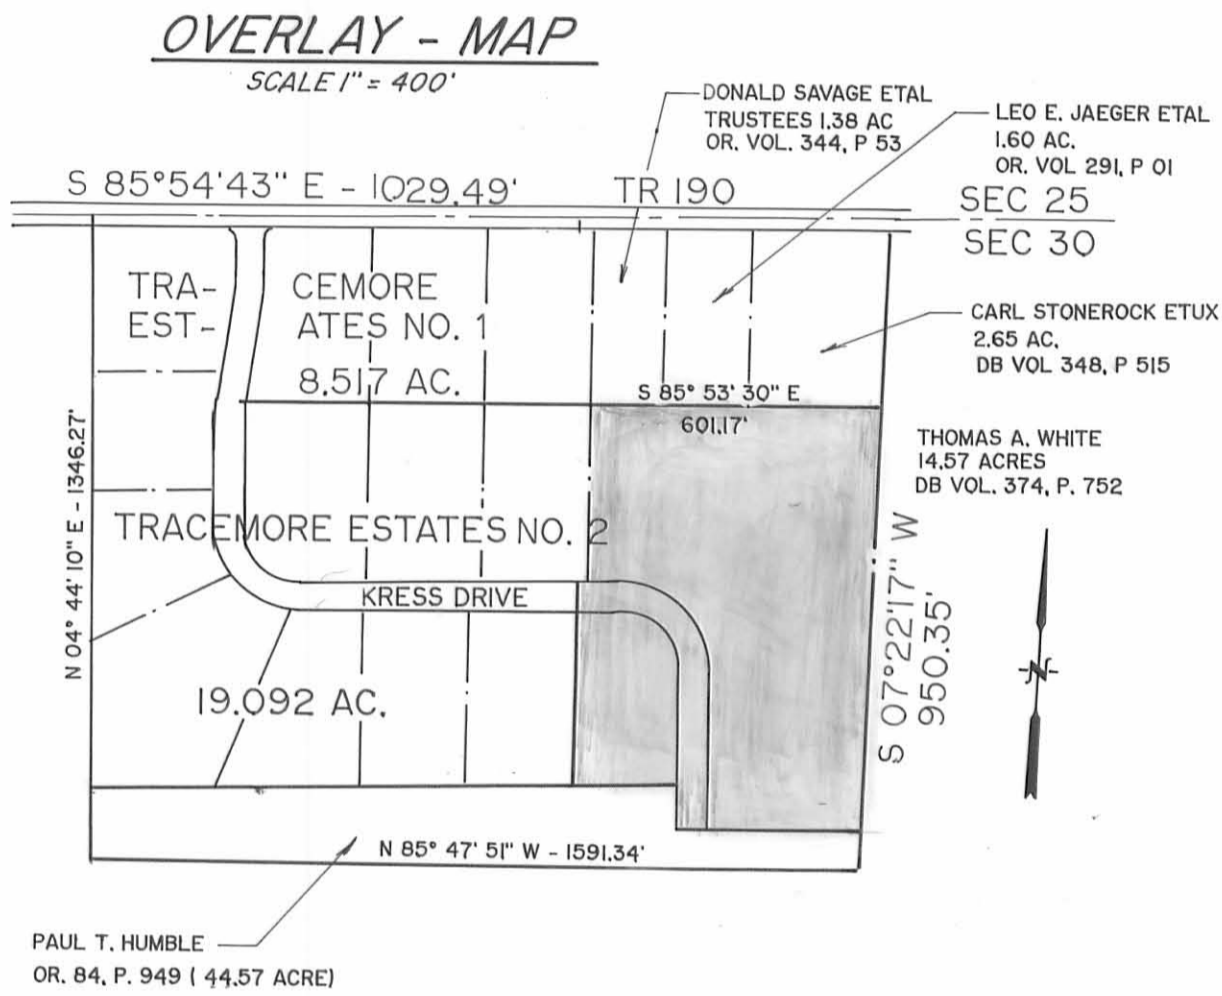 OVERLAY - MAP
SCALE 1" = 400'
DONALD SAVAGE ETAL
TRUSTEES 1.38 AC
OR. VOL. 344, P 53
LEO E. JAEGER ETAL
1.60 AC.
OR. VOL 291, P 01
S 85°54'43" E - 1029.49'
TR 190
SEC 25
SEC 30
TRA-
EST-
CEMORE
ATES NO. 1
8.517 AC.
CARL STONEROCK ETUX
2.65 AC.
DB VOL 348, P 515
S 85° 53' 30" E
601.17'
THOMAS A. WHITE
14.57 ACRES
DB VOL. 374, P. 752
N 04° 44' 10" E - 1346.27'
TRACEMORE ESTATES NO. 2
KRESS DRIVE
S 07°22'17" W
950.35'
N
19.092 AC.
N 85° 47' 51" W - 1591.34'
PAUL T. HUMBLE
OR. 84, P. 949 ( 44.57 ACRE)